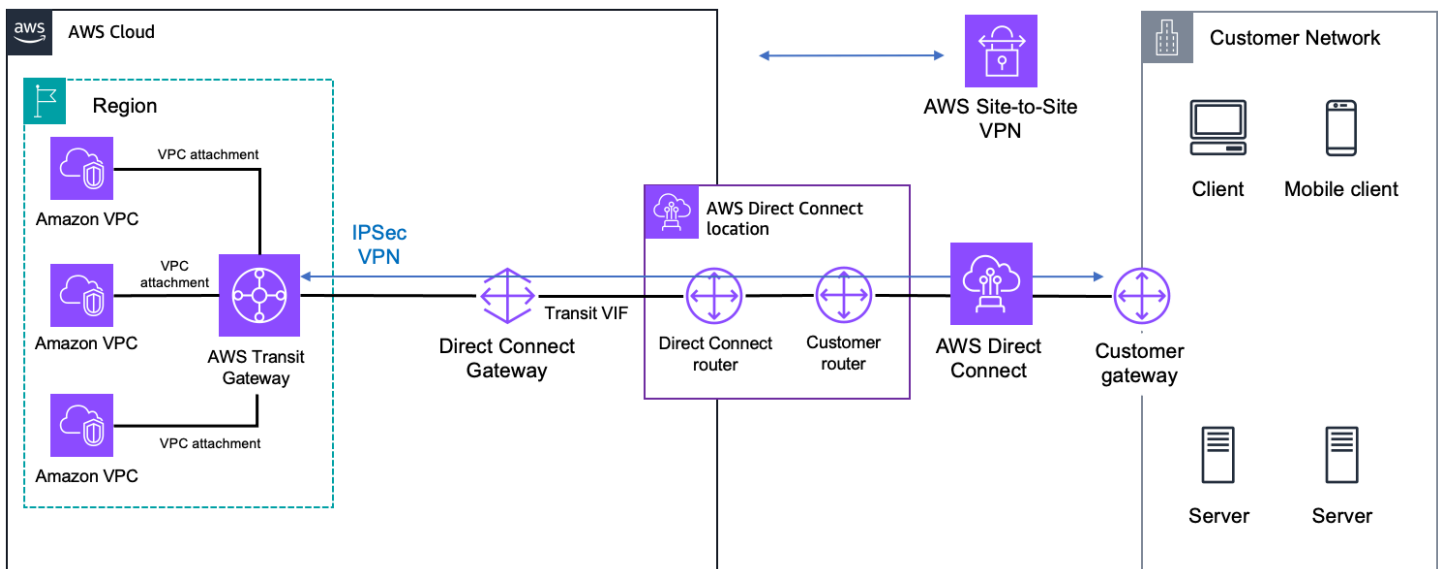 aws
AWS Cloud
Region
VPC attachment
Amazon VPC
VPC
attachment
Amazon VPC
AWS Transit
Gateway
VPC attachment
Amazon VPC
IPSec
VPN
Direct Connect
Gateway
Transit VIF
AWS Direct Connect
location
Direct Connect
router
Customer
router
AWS Site-to-Site
VPN
AWS Direct
Connect
Customer
gateway
Customer Network
Client
Mobile client
Server
Server